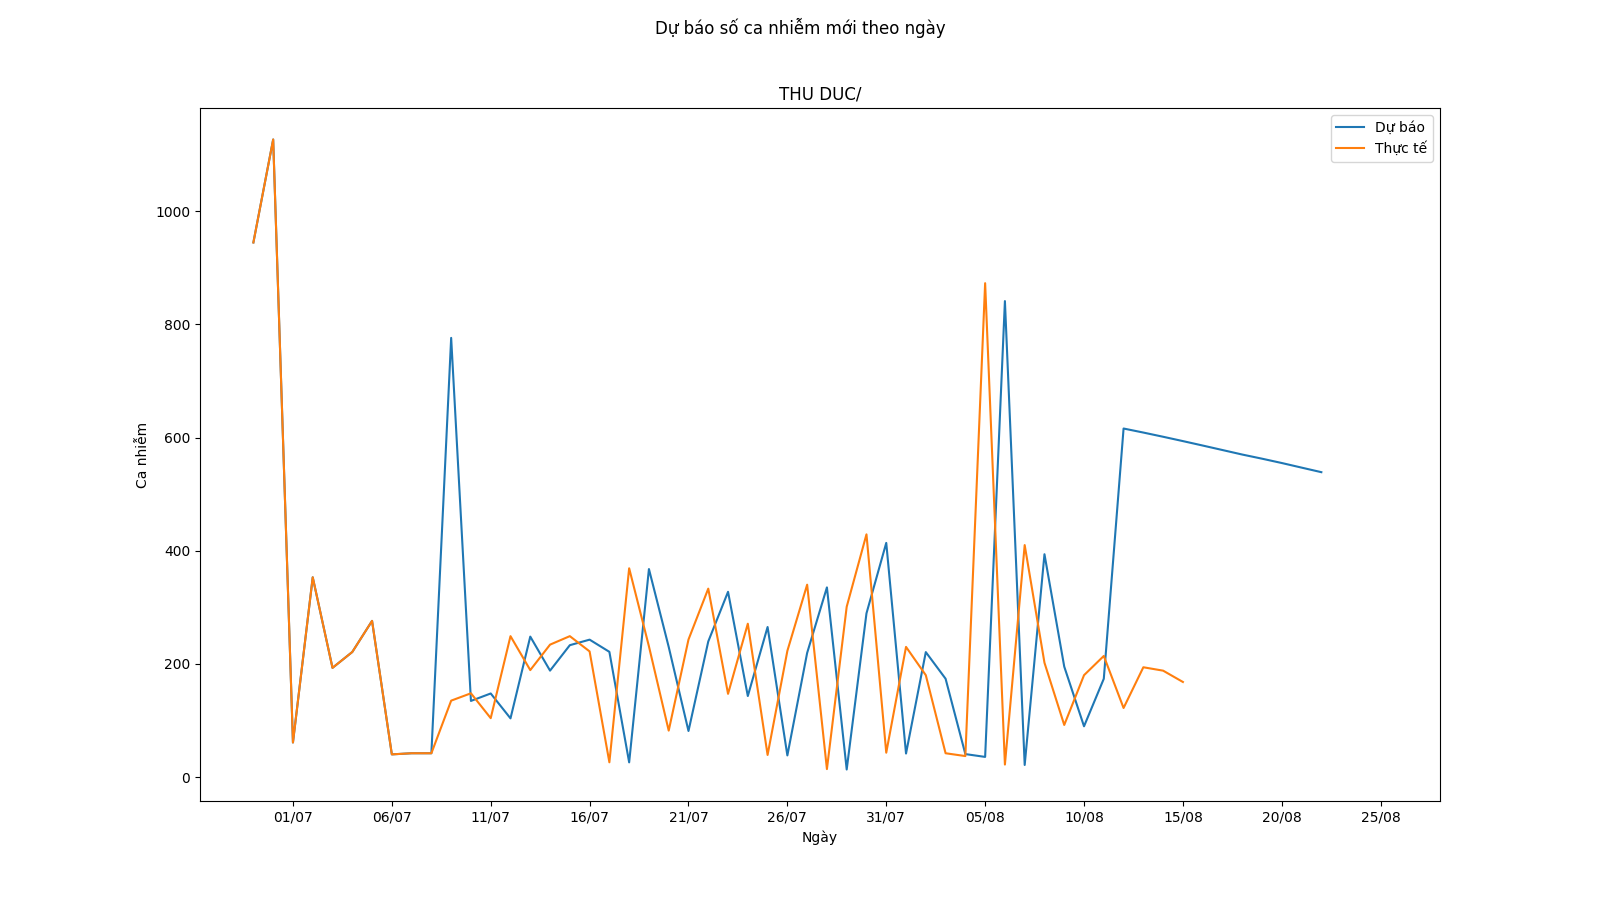 Dự báo số ca nhiễm mới theo ngày
THU DUC/
Dự báo
Thực tế
1000
800
600
400
200
0
Ca nhiễm
01/07 06/07 11/07 16/07 21/07 26/07 31/07 05/08 10/08 15/08 20/08 25/08
Ngày